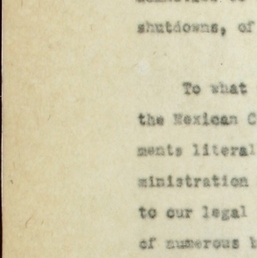 shutdowns, of
To what
the Mexican C
ments literal
ministration
to our legal
of numerous b